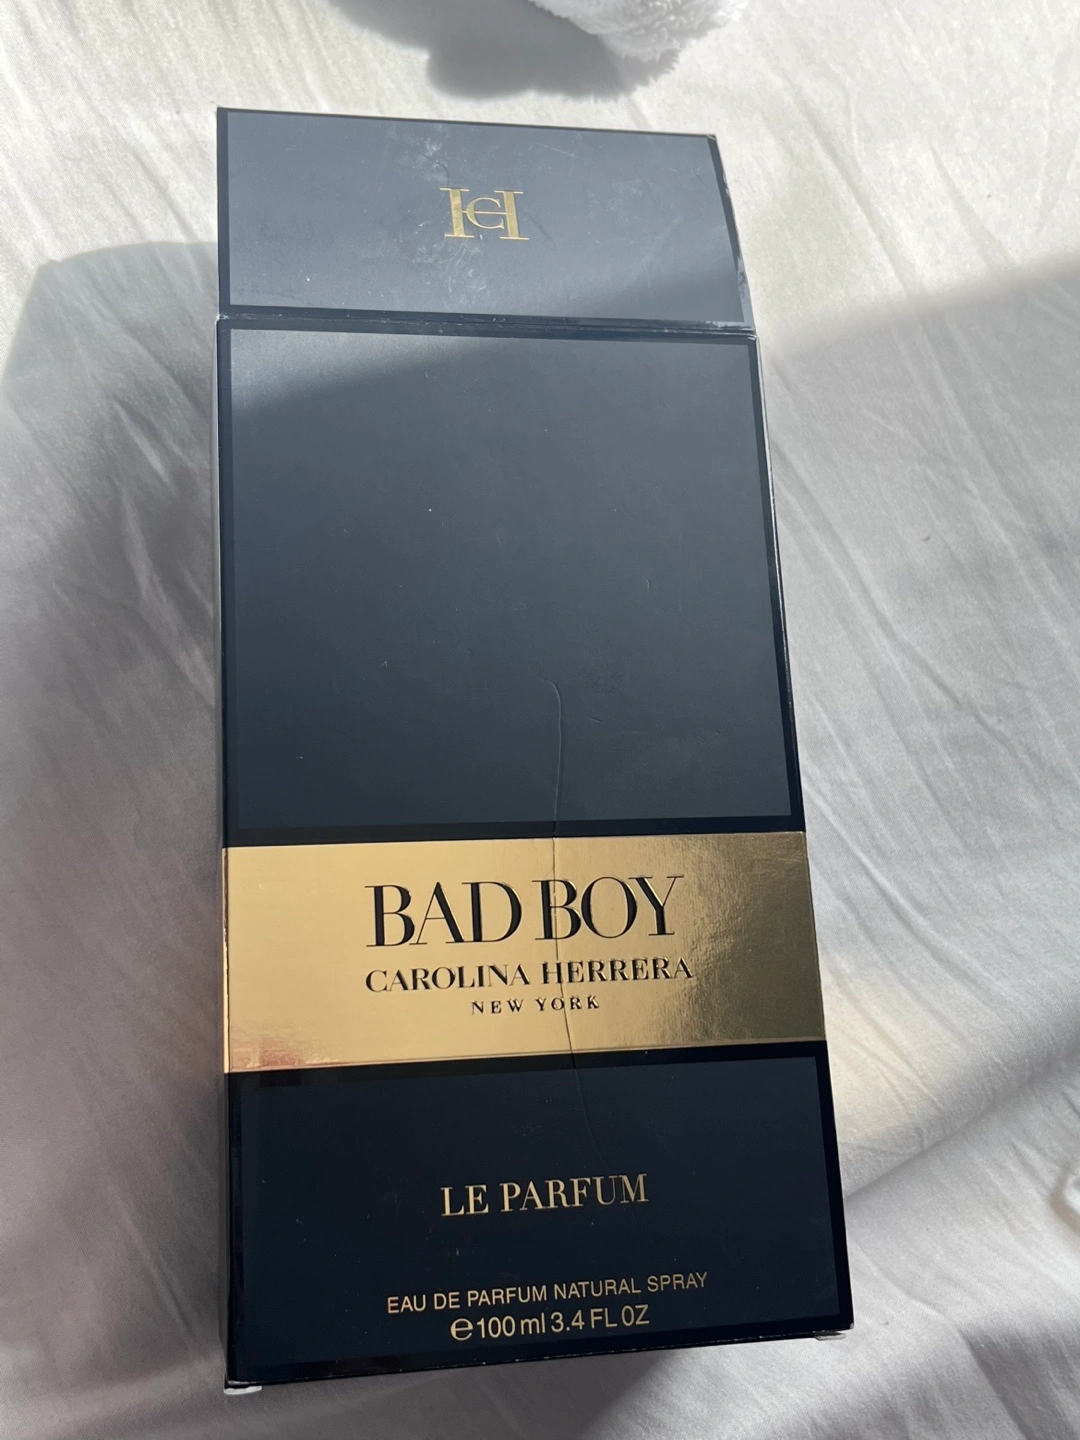 CH
BAD BOY
CAROLINA HERRERA
NEW YORK
LE PARFUM
EAU DE PARFUM NATURAL SPRAY
℮100 ml 3.4 FL OZ